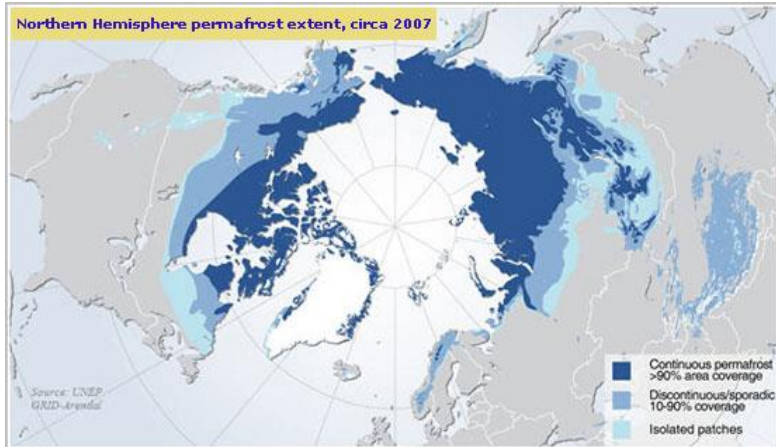 Northern Hemisphere permafrost extent, circa 2007
Source: UNEP
GRID-Arendal
Continuous permafrost
>90% area coverage
Discontinuous/sporadic
10-90% coverage
Isolated patches